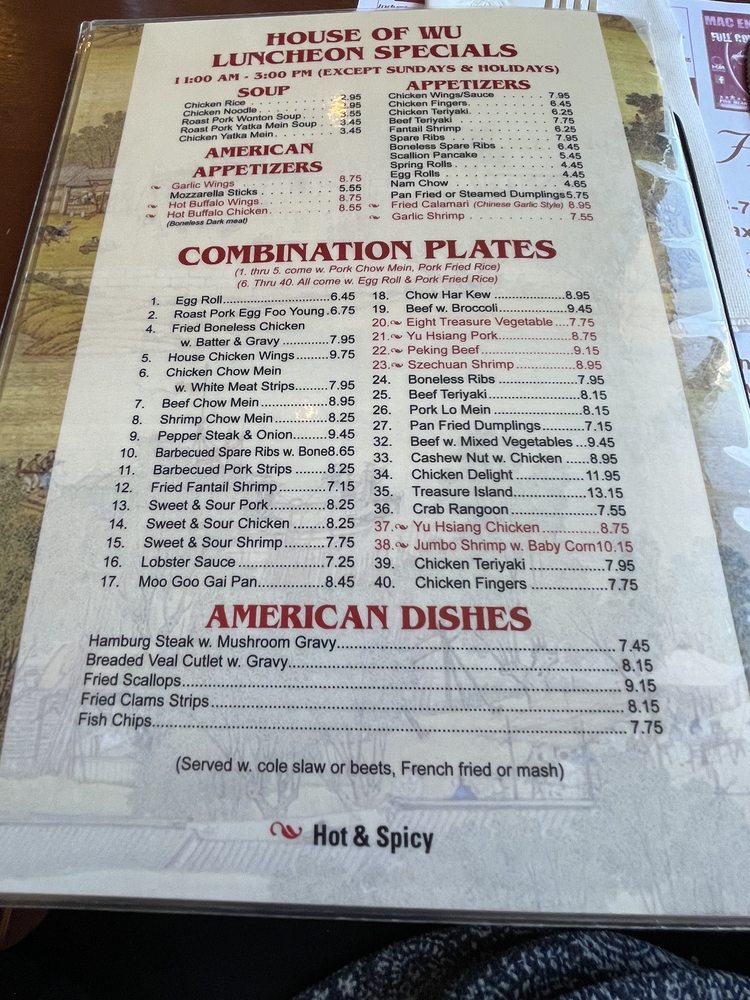 HOUSE OF WU
LUNCHEON SPECIALS
11:00 AM - 3:00 PM (EXCEPT SUNDAYS & HOLIDAYS)
SOUP
Chicken Rice . . . 2.95
Chicken Noodle . . . 2.95
Roast Pork Wonton Soup . . . 3.55
Roast Pork Yatka Mein Soup . . . 3.45
Chicken Yatka Mein . . . 3.45
AMERICAN
APPETIZERS
Garlic Wings . . . 8.75
Mozzarella Sticks . . . 5.55
Hot Buffalo Wings . . . 8.75
Hot Buffalo Chicken . . . 8.55
(Boneless Dark meat)
APPETIZERS
Chicken Wings/Sauce . . . 7.95
Chicken Fingers . . . 6.45
Chicken Teriyaki . . . 6.25
Beef Teriyaki . . . 7.75
Fantail Shrimp . . . 6.25
Spare Ribs . . . 7.95
Boneless Spare Ribs . . . 6.45
Scallion Pancake . . . 5.45
Spring Rolls . . . 4.45
Egg Rolls . . . 4.45
Nam Chow . . . 4.65
Pan Fried or Steamed Dumplings 5.75
Fried Calamari (Chinese Garlic Style) 8.95
Garlic Shrimp . . . 7.55
COMBINATION PLATES
(1. thru 5. come w. Pork Chow Mein, Pork Fried Rice)
(6. Thru 40. All come w. Egg Roll & Pork Fried Rice)
1. Egg Roll...6.45
2. Roast Pork Egg Foo Young.6.75
4. Fried Boneless Chicken
w. Batter & Gravy...7.95
5. House Chicken Wings...9.75
6. Chicken Chow Mein
w. White Meat Strips...7.95
7. Beef Chow Mein...8.95
8. Shrimp Chow Mein...8.25
9. Pepper Steak & Onion...9.45
10. Barbecued Spare Ribs w. Bone8.65
11. Barbecued Pork Strips...8.25
12. Fried Fantail Shrimp...7.15
13. Sweet & Sour Pork...8.25
14. Sweet & Sour Chicken...8.25
15. Sweet & Sour Shrimp...7.75
16. Lobster Sauce...7.25
17. Moo Goo Gai Pan...8.45
18. Chow Har Kew...8.95
19. Beef w. Broccoli...9.45
20. Eight Treasure Vegetable...7.75
21. Yu Hsiang Pork...8.75
22. Peking Beef...9.15
23. Szechuan Shrimp...8.95
24. Boneless Ribs...7.95
25. Beef Teriyaki...8.15
26. Pork Lo Mein...8.15
27. Pan Fried Dumplings...7.15
32. Beef w. Mixed Vegetables...9.45
33. Cashew Nut w. Chicken...8.95
34. Chicken Delight...11.95
35. Treasure Island...13.15
36. Crab Rangoon...7.55
37. Yu Hsiang Chicken...8.75
38. Jumbo Shrimp w. Baby Corn10.15
39. Chicken Teriyaki...7.95
40. Chicken Fingers...7.75
AMERICAN DISHES
Hamburg Steak w. Mushroom Gravy...7.45
Breaded Veal Cutlet w. Gravy...8.15
Fried Scallops...9.15
Fried Clams Strips...8.15
Fish Chips...7.75
(Served w. cole slaw or beets, French fried or mash)
Hot & Spicy